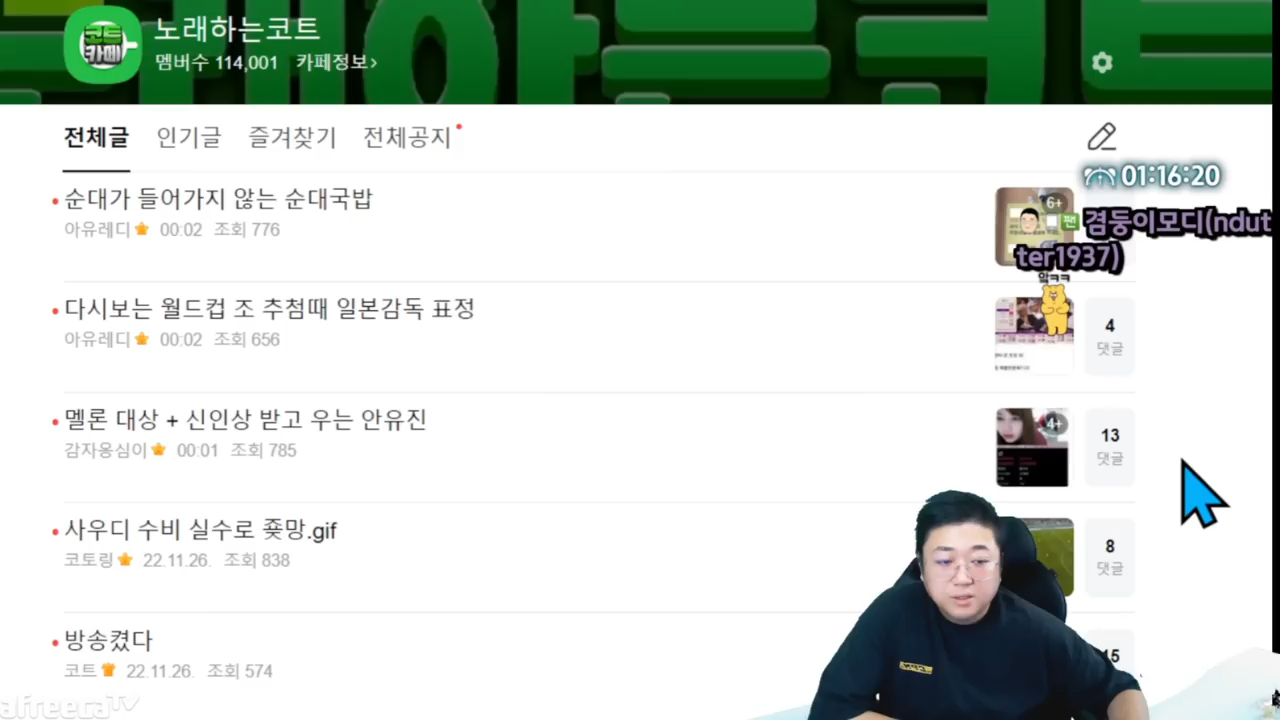 코트
카페
노래하는코트
멤버수 114,001 카페정보>
전체글 인기글 즐겨찾기 전체공지
01:16:20
순대가 들어가지 않는 순대국밥
아유레디 00:02 조회 776
6+
팬 겸둥이모디(ndut
ter1937)
다시보는 월드컵 조 추첨때 일본감독 표정
아유레디 00:02 조회 656
4
댓글
멜론 대상 + 신인상 받고 우는 안유진
감자옹심이 00:01 조회 785
4+
13
댓글
사우디 수비 실수로 좆망.gif
코토링 22.11.26. 조회 838
8
댓글
방송켰다
코트 22.11.26. 조회 574
15
afreecaTV